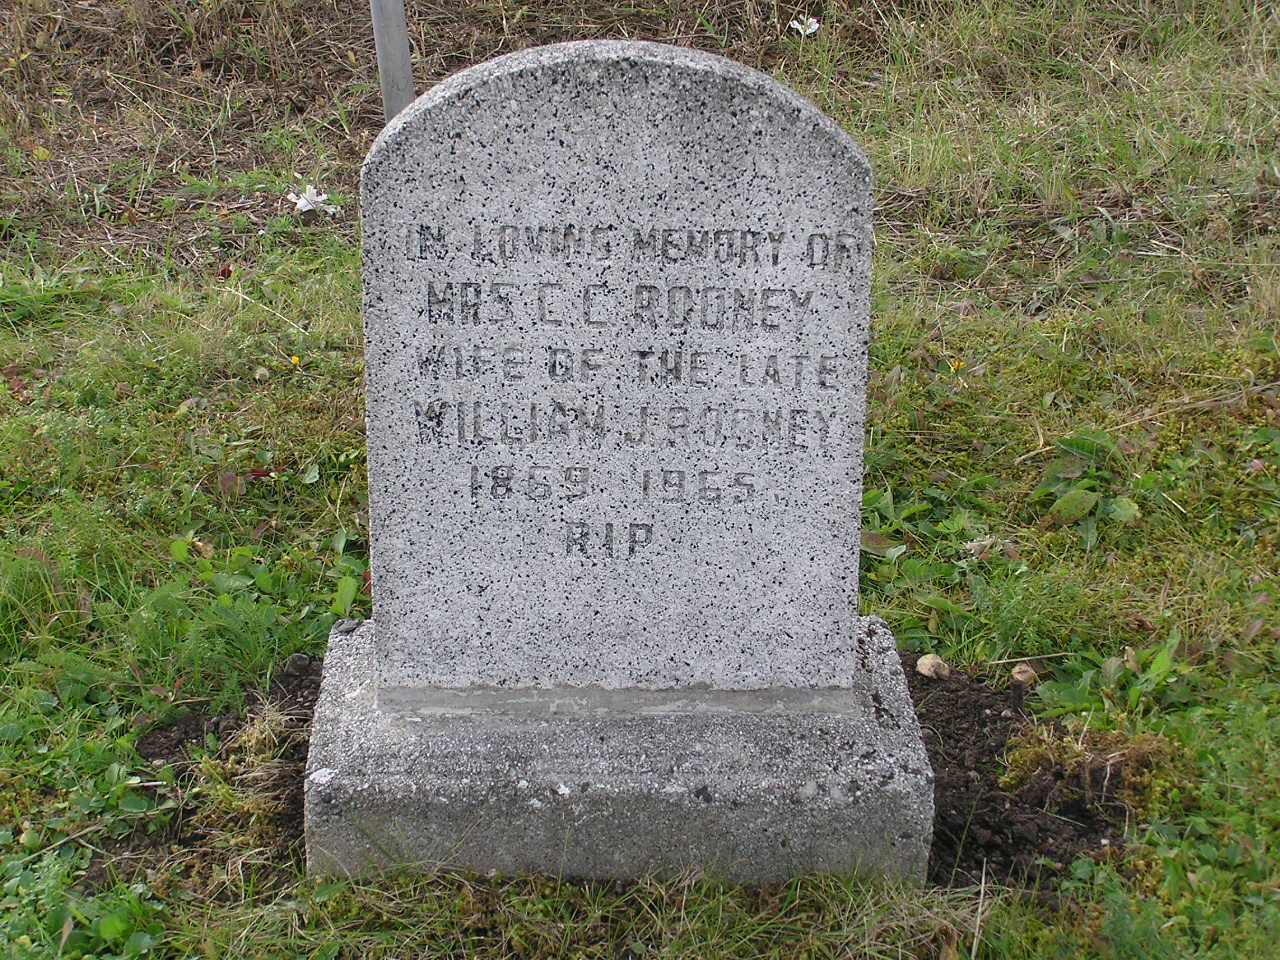 IN LOVING MEMORY OF
MRS C. C. ROONEY
WIFE OF THE LATE
WILLIAM J. ROONEY
1869 1965
RIP